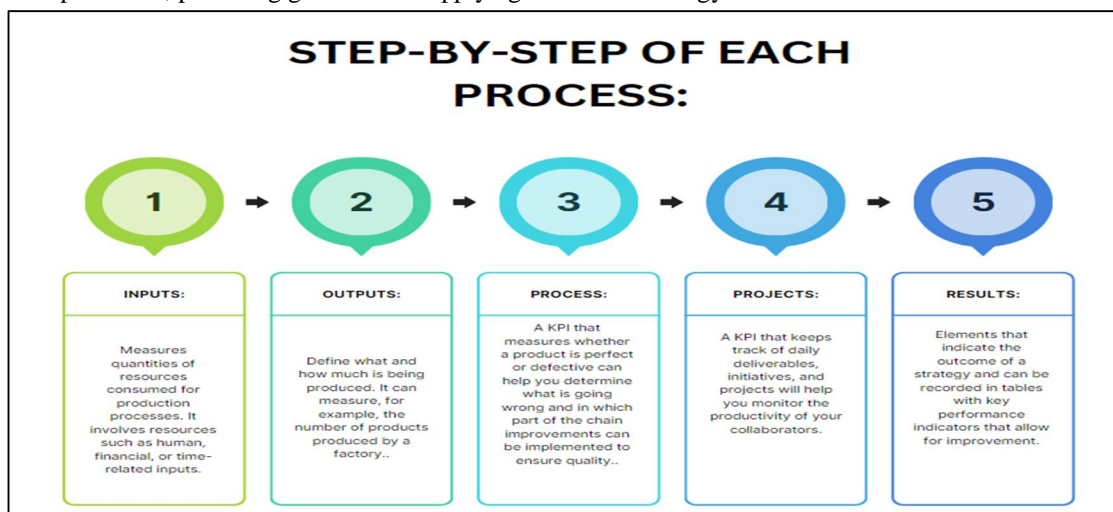 STEP-BY-STEP OF EACH
PROCESS:
1
2
3
4
5
INPUTS:
Measures
quantities of
resources
consumed for
production
processes. It
involves resources
such as human,
financial, or time-
related inputs.
OUTPUTS:
Define what and
how much is being
produced. It can
measure, for
example, the
number of products
produced by a
factory..
PROCESS:
A KPI that
measures whether
a product is perfect
or defective can
help you determine
what is going
wrong and in which
part of the chain
improvements can
be implemented to
ensure quality..
PROJECTS:
A KPI that keeps
track of daily
deliverables,
initiatives, and
projects will help
you monitor the
productivity of your
collaborators.
RESULTS:
Elements that
indicate the
outcome of a
strategy and can be
recorded in tables
with key
performance
indicators that allow
for improvement.